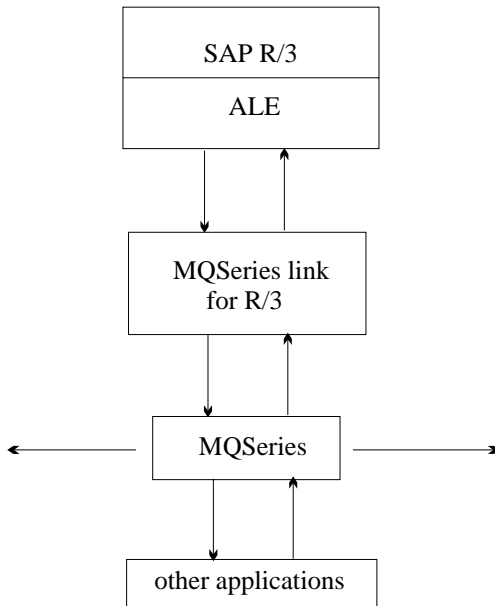 SAP R/3
ALE
MQSeries link
for R/3
MQSeries
other applications